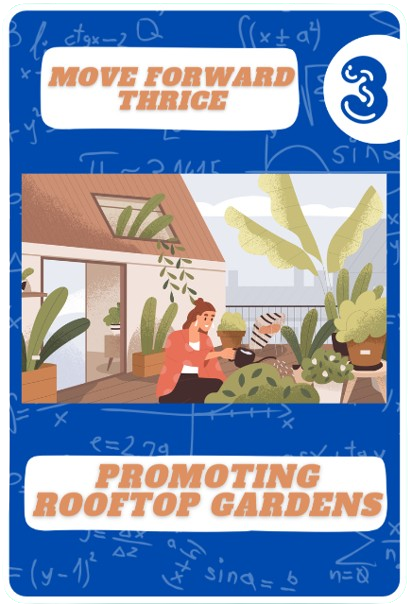 MOVE FORWARD
THRICE
3
PROMOTING
ROOFTOP GARDENS